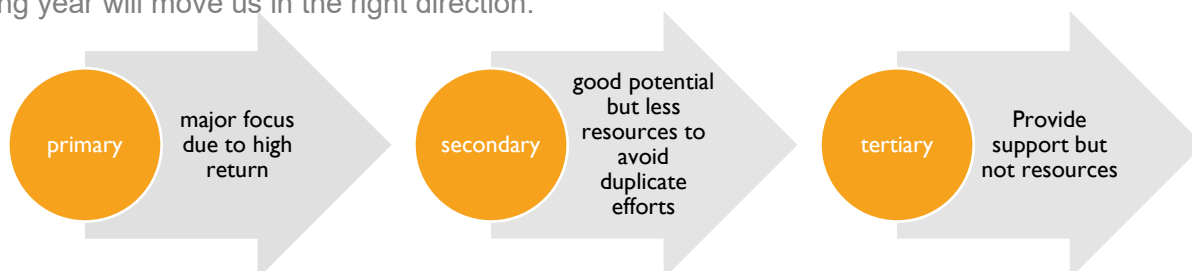 year will move us in the right direction.
primary
major focus
due to high
return
secondary
good potential
but less
resources to
avoid
duplicate
efforts
tertiary
Provide
support but
not resources